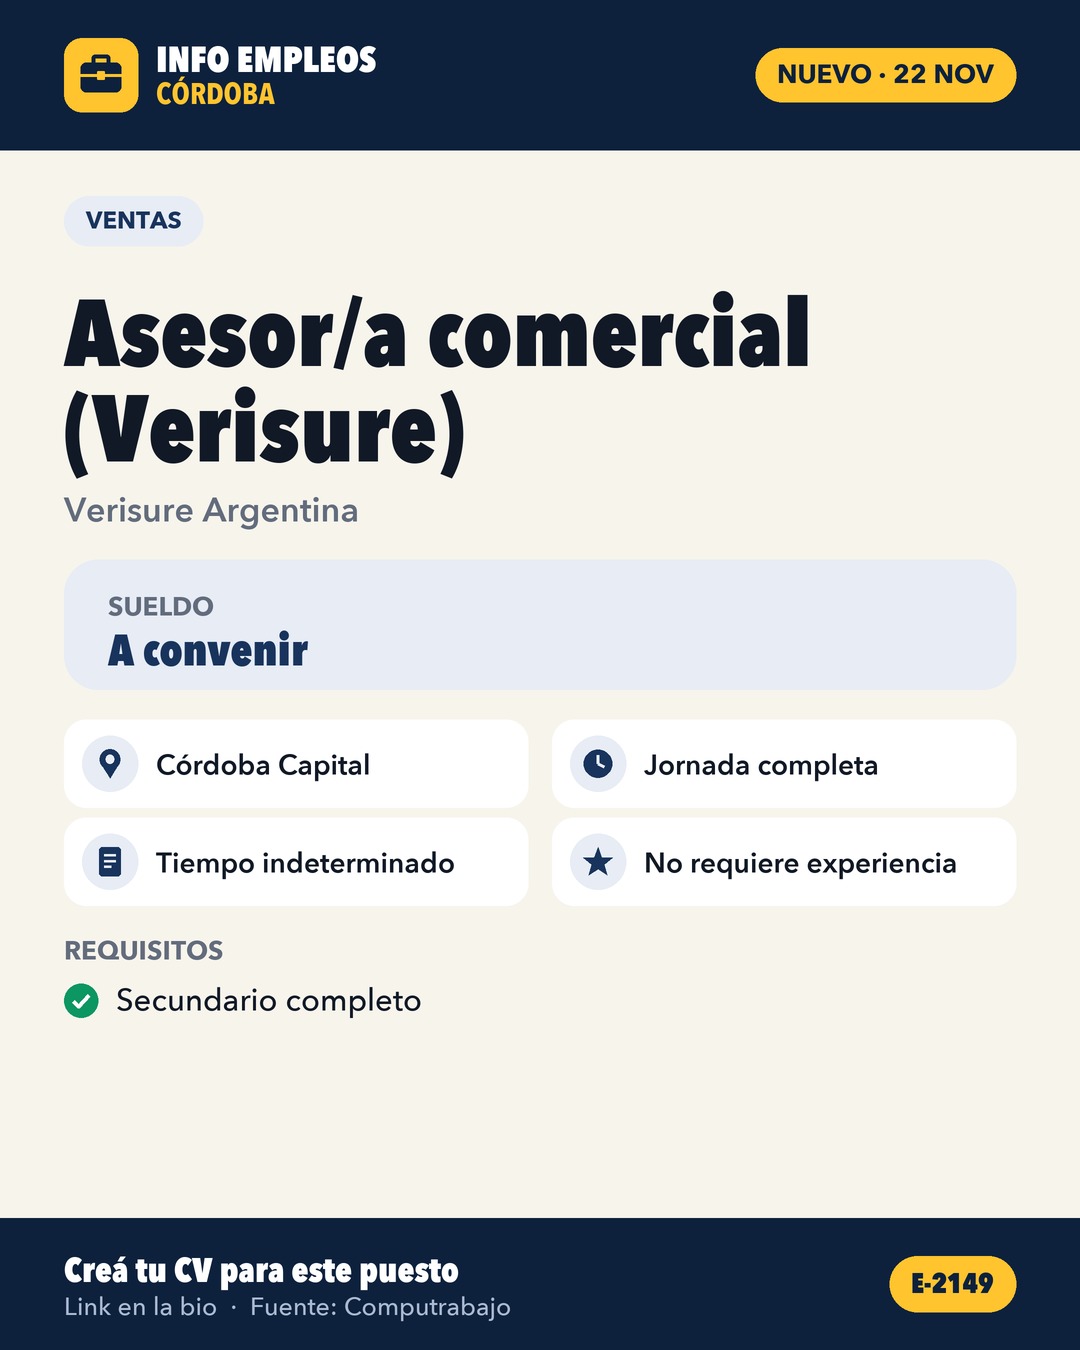 INFO EMPLEOS
CÓRDOBA
NUEVO · 22 NOV
VENTAS
Asesor/a comercial
(Verisure)
Verisure Argentina
SUELDO
A convenir
Córdoba Capital
Jornada completa
Tiempo indeterminado
No requiere experiencia
REQUISITOS
Secundario completo
Creá tu CV para este puesto
Link en la bio · Fuente: Computrabajo
E-2149